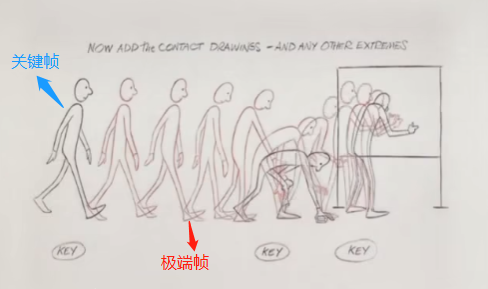 NOW ADD the CONTACT DRAWINGS - AND ANY OTHER EXTREMES
关键帧
极端帧
KEY
KEY
KEY